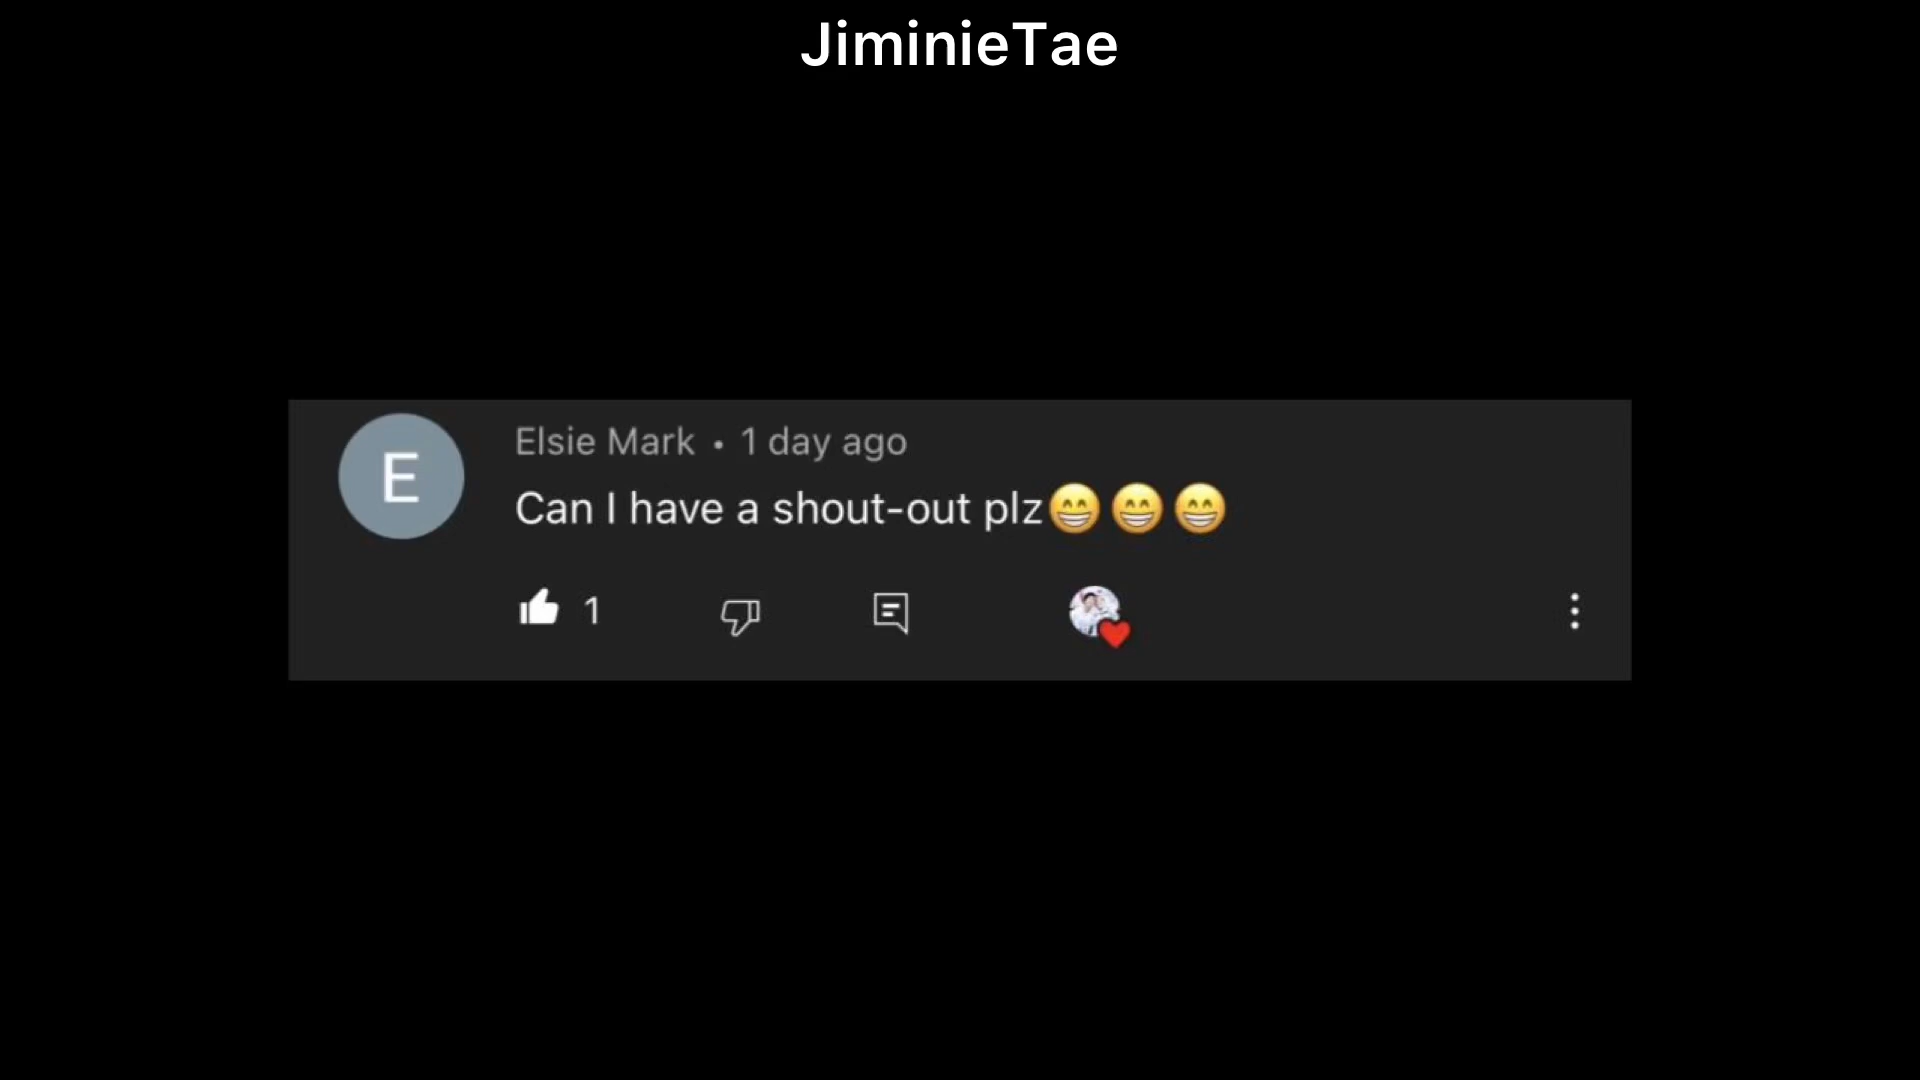 JiminieTae
Elsie Mark • 1 day ago
E
Can I have a shout-out plz😁😁😁
1